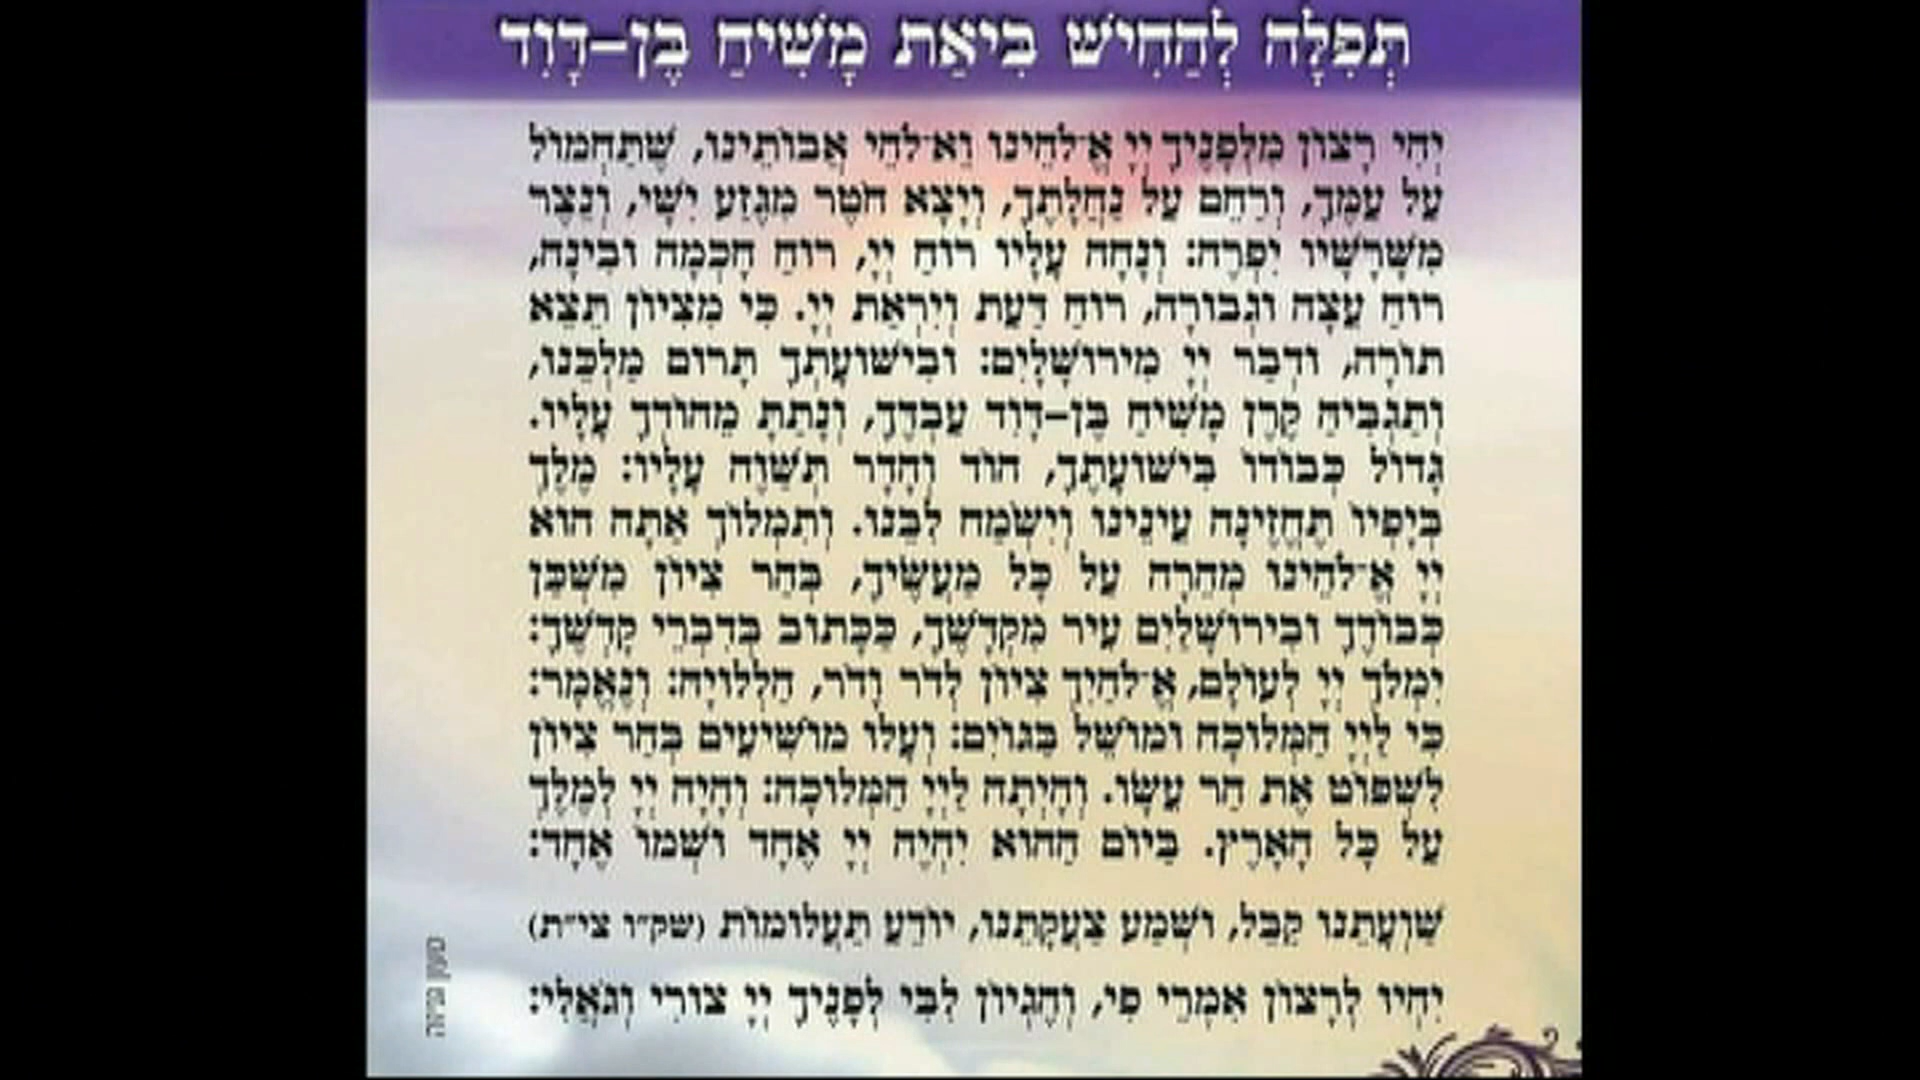 תְּפִלָּה לְהַחִישׁ בִּיאַת מָשִׁיחַ בֶּן–דָּוִד
יְהִי רָצוֹן מִלְּפָנֶיךָ יְיָ אֱ־לֹהֵינוּ וֵא־לֹהֵי אֲבוֹתֵינוּ, שֶׁתַּחְמוֹל
עַל עַמֶּךָ, וְרַחֵם עַל נַחֲלָתֶךָ, וְיָצָא חֹטֶר מִגֶּזַע יִשָׁי, וְנֵצֶר
מִשָּׁרָשָׁיו יִפְרֶה: וְנָחָה עָלָיו רוּחַ יְיָ, רוּחַ חָכְמָה וּבִינָה,
רוּחַ עֵצָה וּגְבוּרָה, רוּחַ דַּעַת וְיִרְאַת יְיָ. כִּי מִצִּיּוֹן תֵּצֵא
תוֹרָה, וּדְבַר יְיָ מִירוּשָׁלָיִם: וּבִישׁוּעָתְךָ תָּרוּם מַלְכֵּנוּ,
וְתַגְבִּיהַּ קֶרֶן מָשִׁיחַ בֶּן–דָּוִד עַבְדֶּךָ, וְנָתַתָּ מֵהוֹדְךָ עָלָיו.
גָּדוֹל כְּבוֹדוֹ בִּישׁוּעָתֶךָ, הוֹד וְהָדָר תְּשַׁוֶּה עָלָיו: מֶלֶךְ
בְּיָפְיוֹ תֶּחֱזֶינָה עֵינֵינוּ וְיִשְׂמַח לִבֵּנוּ. וְתִמְלוֹךְ אַתָּה הוּא
יְיָ אֱ־לֹהֵינוּ מְהֵרָה עַל כָּל מַעֲשֶׂיךָ, בְּהַר צִיּוֹן מִשְׁכַּן
כְּבוֹדֶךָ וּבִירוּשָׁלַיִם עִיר מִקְדָּשֶׁךָ, כַּכָּתוּב בְּדִבְרֵי קָדְשֶׁךָ:
יִמְלֹךְ יְיָ לְעוֹלָם, אֱ־לֹהַיִךְ צִיּוֹן לְדֹר וָדֹר, הַלְלוּיָהּ: וְנֶאֱמָר:
כִּי לַיְיָ הַמְּלוּכָה וּמוֹשֵׁל בַּגּוֹיִם: וְעָלוּ מוֹשִׁיעִים בְּהַר צִיּוֹן
לִשְׁפּוֹט אֶת הַר עֵשָׂו. וְהָיְתָה לַיְיָ הַמְּלוּכָה: וְהָיָה יְיָ לְמֶלֶךְ
עַל כָּל הָאָרֶץ. בַּיּוֹם הַהוּא יִהְיֶה יְיָ אֶחָד וּשְׁמוֹ אֶחָד:
שַׁוְעָתֵנוּ קַבֵּל, וּשְׁמַע צַעֲקָתֵנוּ, יוֹדֵעַ תַּעֲלוּמוֹת (שק"ו צי"ת)
יִהְיוּ לְרָצוֹן אִמְרֵי פִי, וְהֶגְיוֹן לִבִּי לְפָנֶיךָ יְיָ צוּרִי וְגֹאֲלִי:
טעון גניזה